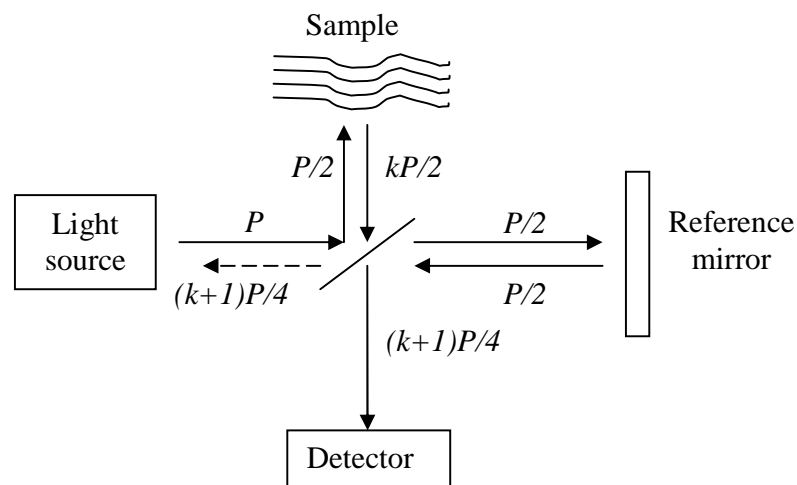 Sample
P/2
kP/2
Light
source
P
P/2
Reference
mirror
(k+1)P/4
P/2
(k+1)P/4
Detector